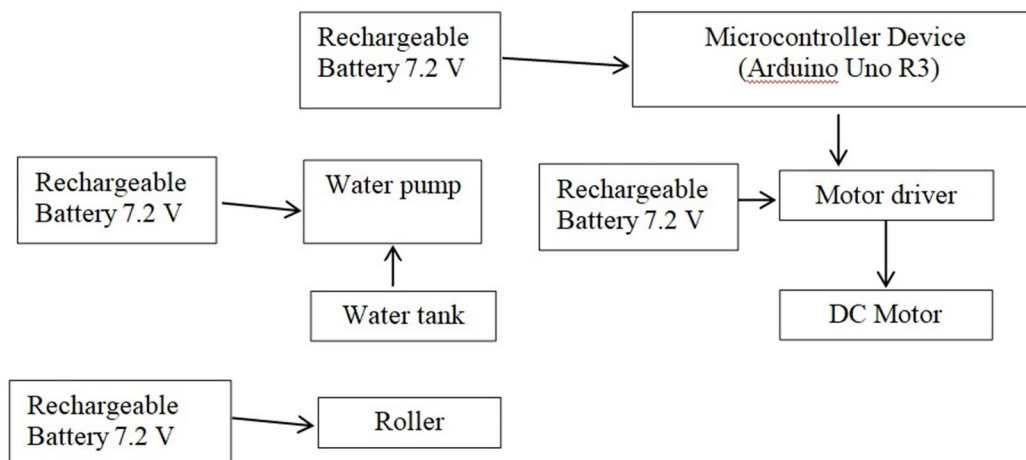 Rechargeable
Battery 7.2 V
Microcontroller Device
(Arduino Uno R3)
Rechargeable
Battery 7.2 V
Water pump
Rechargeable
Battery 7.2 V
Motor driver
Water tank
DC Motor
Rechargeable
Battery 7.2 V
Roller